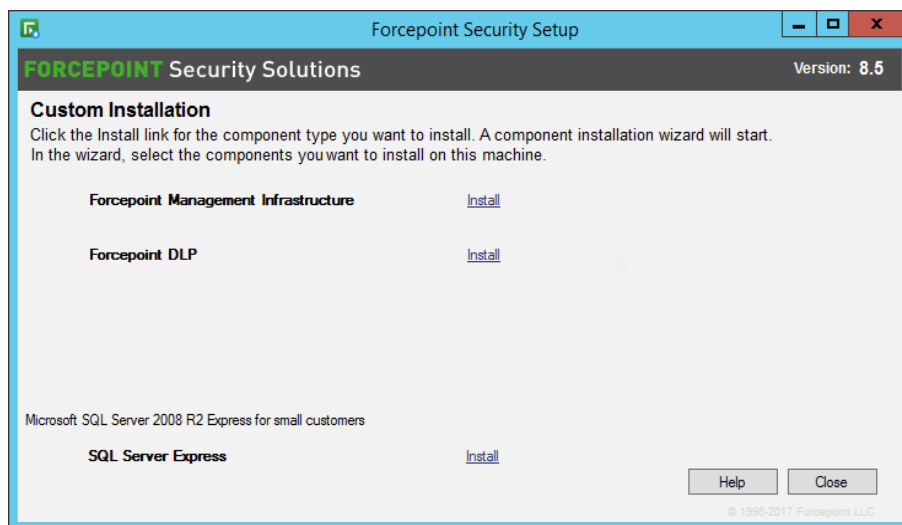 Forcepoint Security Setup
FORCEPOINT Security Solutions
Version: 8.5
Custom Installation
Click the Install link for the component type you want to install. A component installation wizard will start.
In the wizard, select the components you want to install on this machine.
Forcepoint Management Infrastructure Install
Forcepoint DLP Install
Microsoft SQL Server 2008 R2 Express for small customers
SQL Server Express Install
Help Close
© 1996-2017 Forcepoint LLC